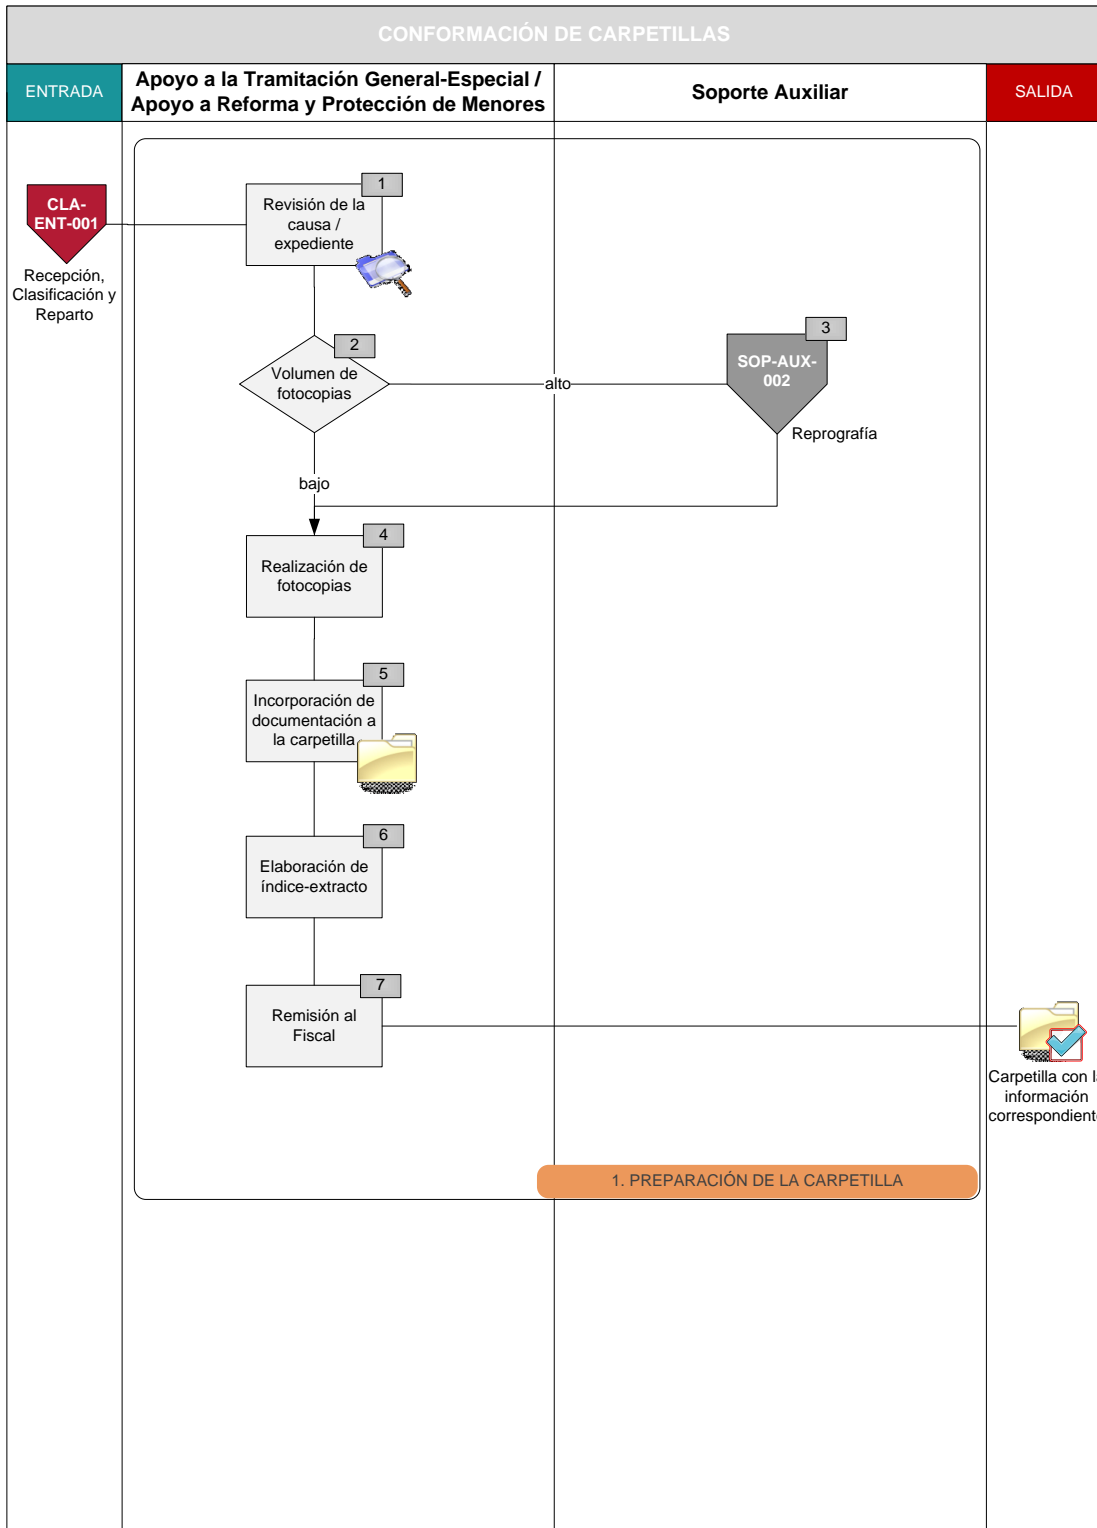 CONFORMACIÓN DE CARPETILLAS
ENTRADA
Apoyo a la Tramitación General-Especial /
Apoyo a Reforma y Protección de Menores
Soporte Auxiliar
SALIDA
CLA-
ENT-001
Recepción,
Clasificación y
Reparto
1
Revisión de la
causa /
expediente
2
Volumen de
fotocopias
alto
3
SOP-AUX-
002
Reprografía
bajo
4
Realización de
fotocopias
5
Incorporación de
documentación a
la carpetilla
6
Elaboración de
índice-extracto
7
Remisión al
Fiscal
Carpetilla con l
información
correspondient
1. PREPARACIÓN DE LA CARPETILLA